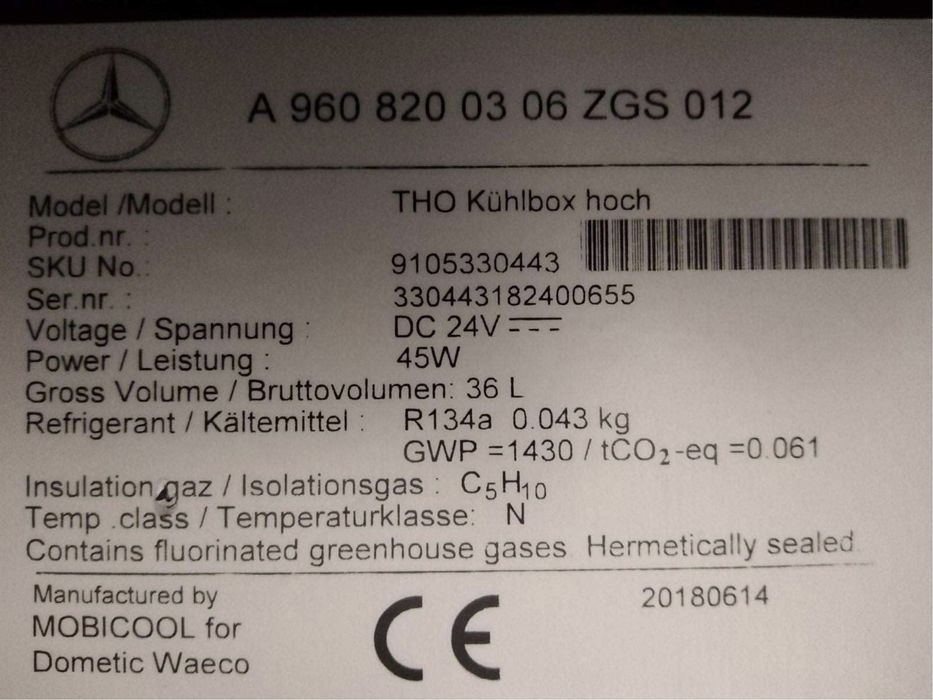 A 960 820 03 06 ZGS 012
Model /Modell : THO Kühlbox hoch
Prod.nr. :
SKU No.: 9105330443
Ser.nr. : 330443182400655
Voltage / Spannung : DC 24V
Power / Leistung : 45W
Gross Volume / Bruttovolumen: 36 L
Refrigerant / Kältemittel : R134a 0.043 kg
GWP =1430 / tCO₂-eq =0.061
Insulation gaz / Isolationsgas : C₅H₁₀
Temp .class / Temperaturklasse: N
Contains fluorinated greenhouse gases Hermetically sealed
Manufactured by 20180614
MOBICOOL for
Dometic Waeco
CE